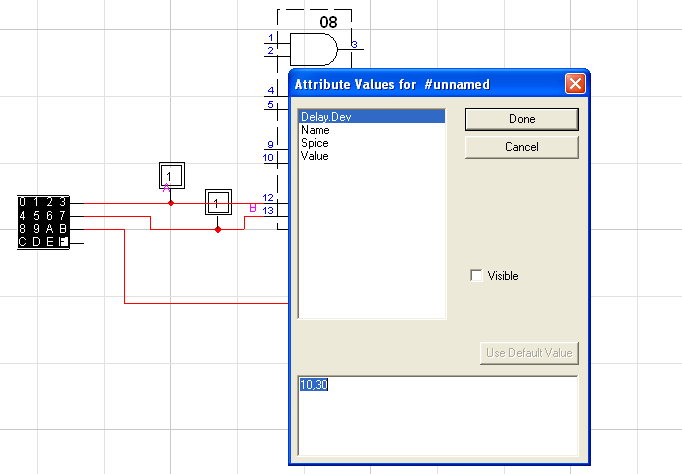 08
1
2
3
Attribute Values for #unnamed
4
5
Delay.Dev
Name
Spice
Value
Done
Cancel
9
10
1
A
1
B
12
13
0 1 2 3
4 5 6 7
8 9 A B
C D E F
Visible
Use Default Value
10,30